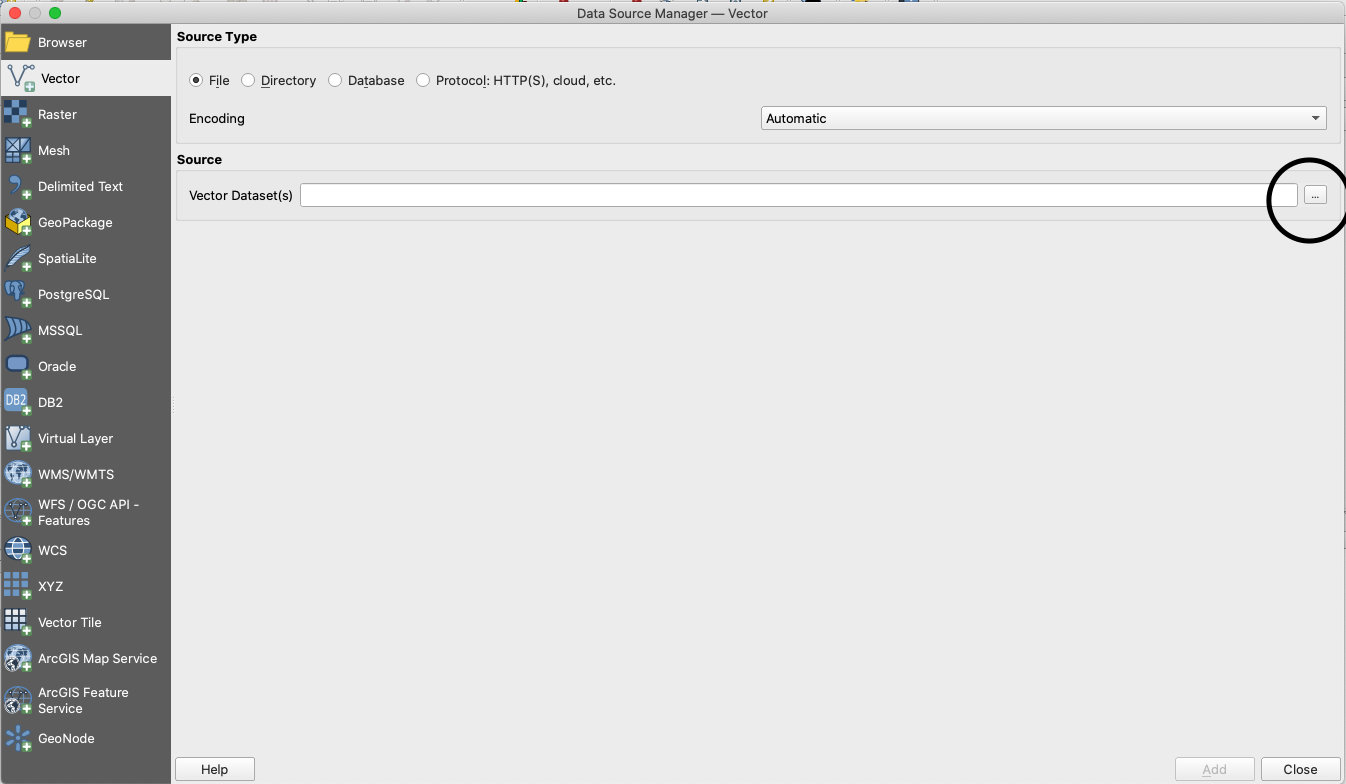 Data Source Manager — Vector
Browser
Vector
Raster
Mesh
Delimited Text
GeoPackage
SpatiaLite
PostgreSQL
MSSQL
Oracle
DB2
DB2
Virtual Layer
WMS/WMTS
WFS / OGC API -
Features
WCS
XYZ
Vector Tile
ArcGIS Map Service
ArcGIS Feature
Service
GeoNode
Source Type
File Directory Database Protocol: HTTP(S), cloud, etc.
Encoding Automatic
Source
Vector Dataset(s) ...
Help Add Close